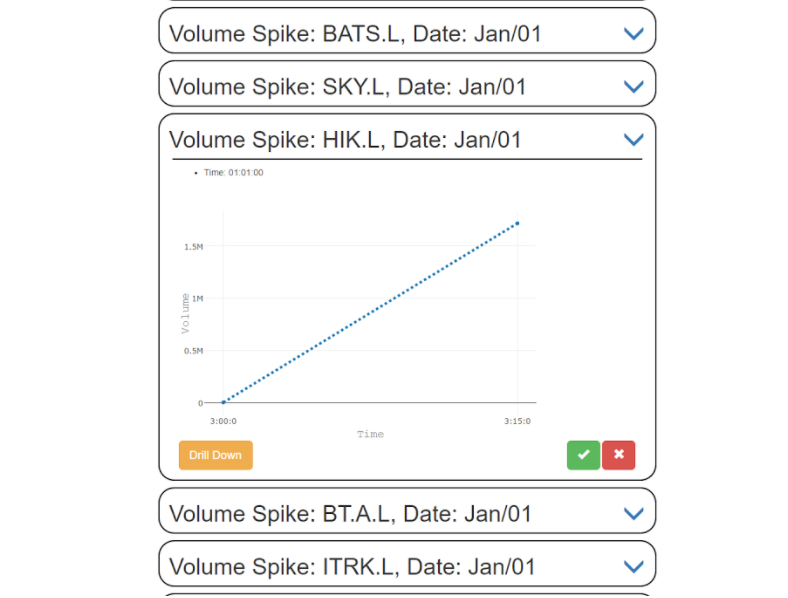 Volume Spike: BATS.L, Date: Jan/01
Volume Spike: SKY.L, Date: Jan/01
Volume Spike: HIK.L, Date: Jan/01
Time: 01:01:00
1.5M
1M
0.5M
0
Volume
3:00:0
3:15:0
Time
Drill Down
Volume Spike: BT.A.L, Date: Jan/01
Volume Spike: ITRK.L, Date: Jan/01